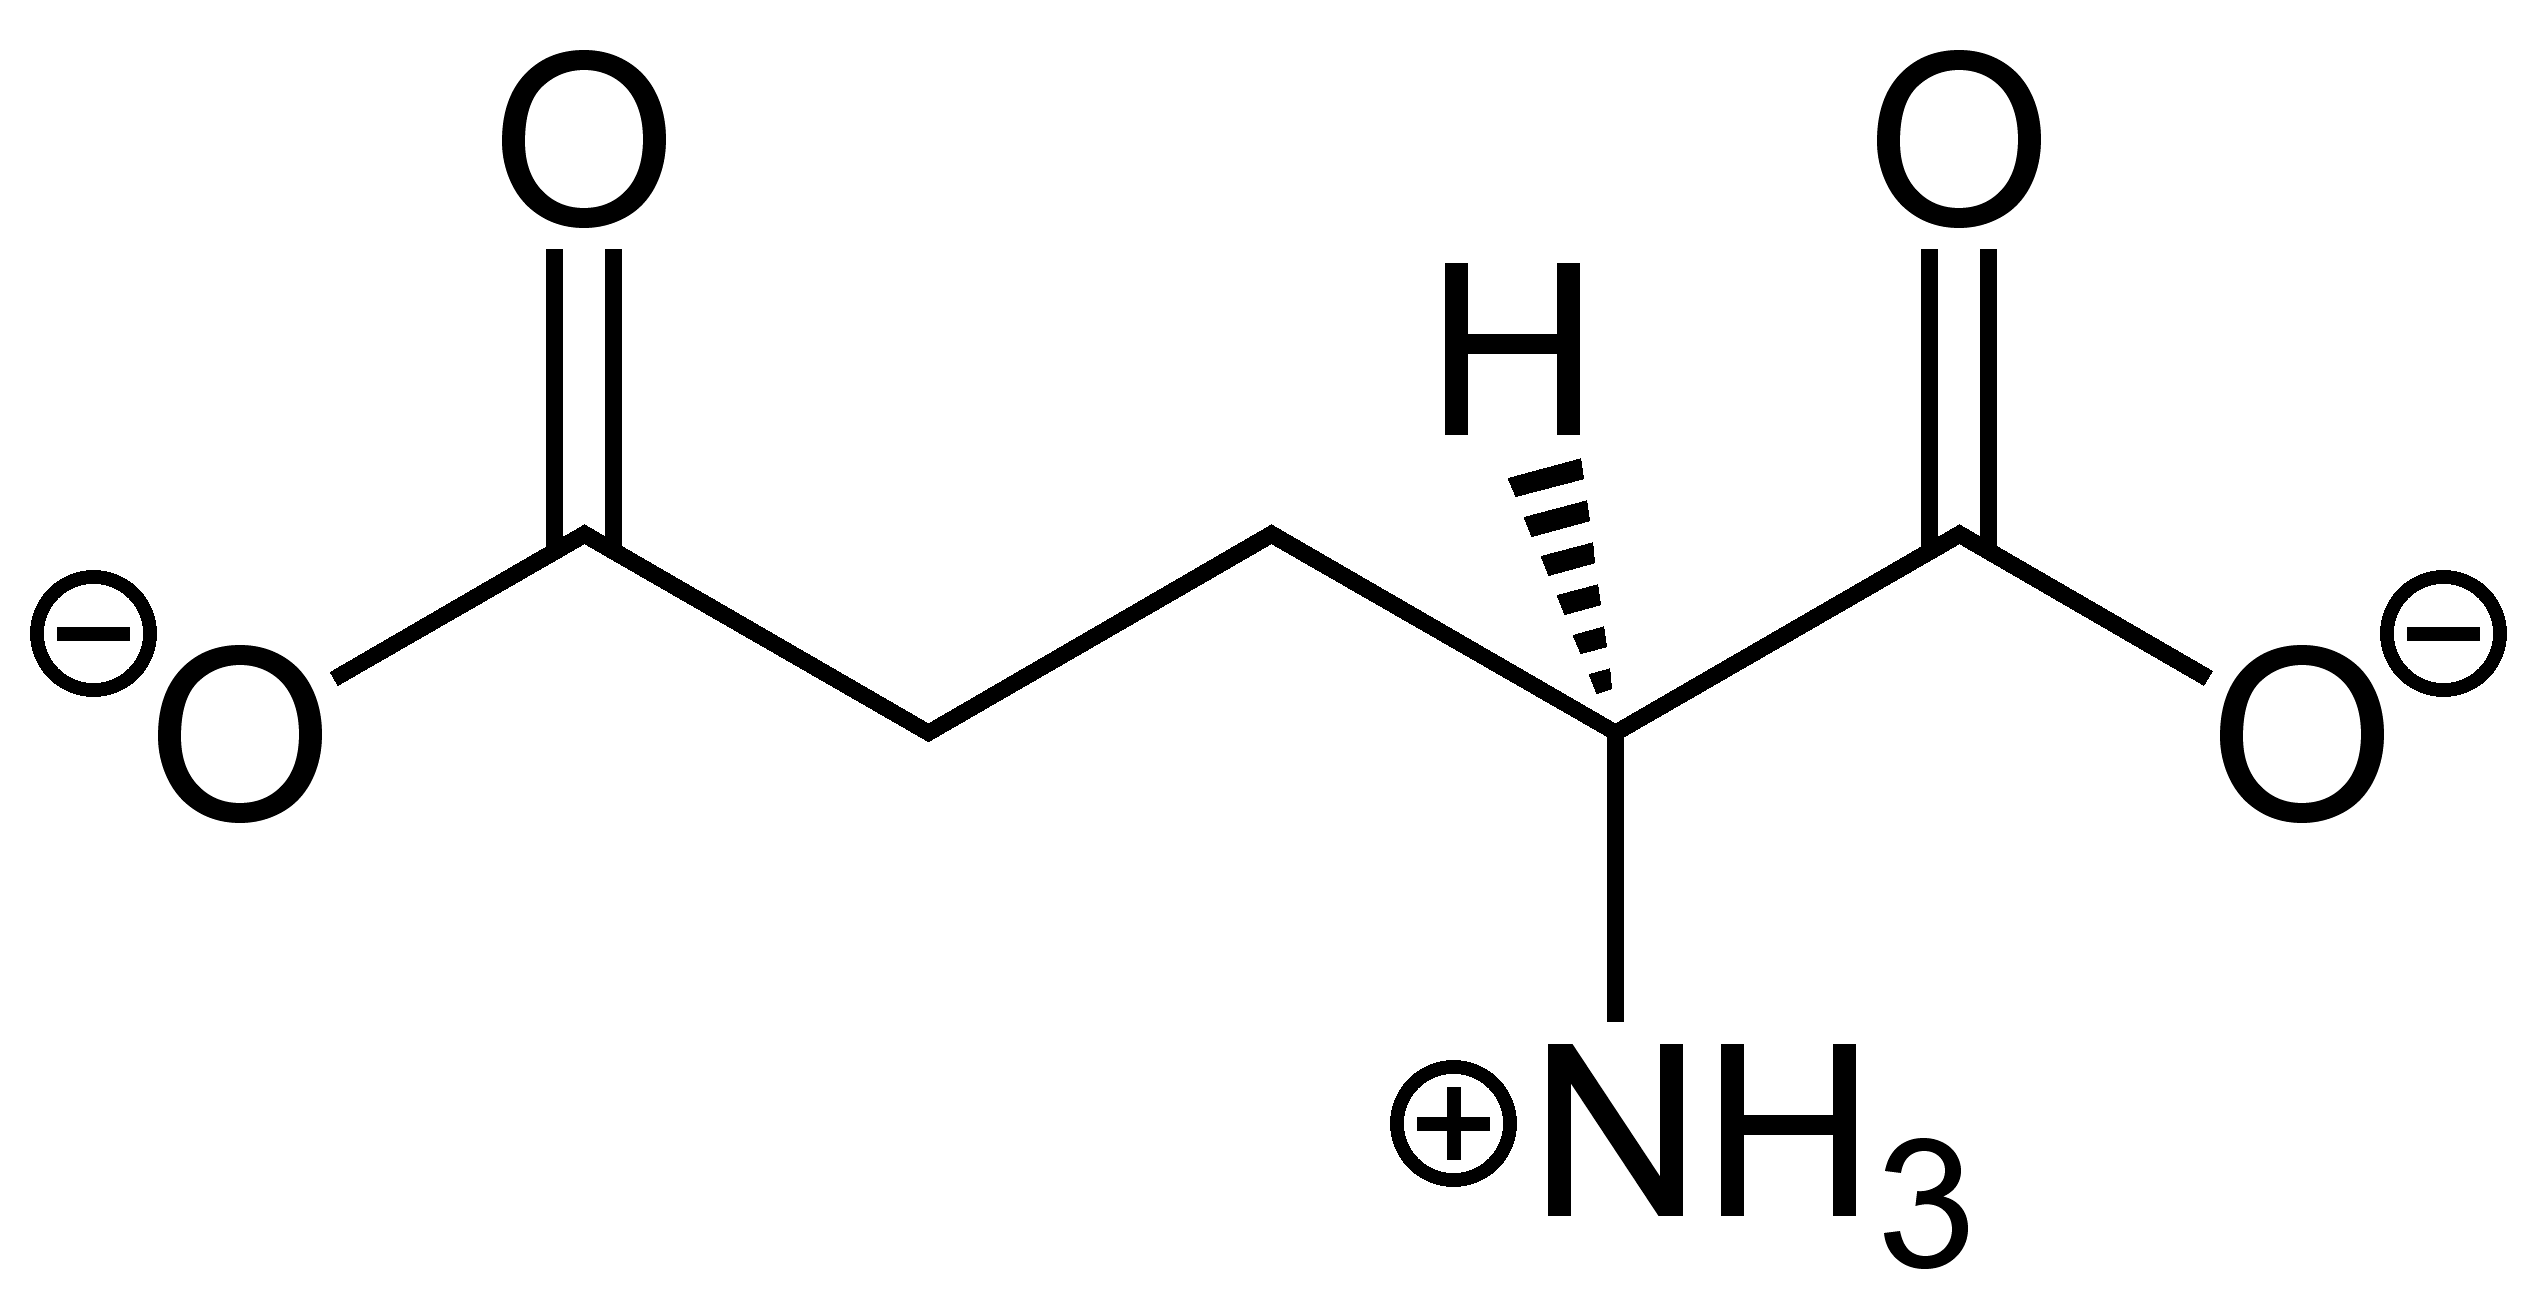 O O
H
⊖O O⊖
⊕NH₃